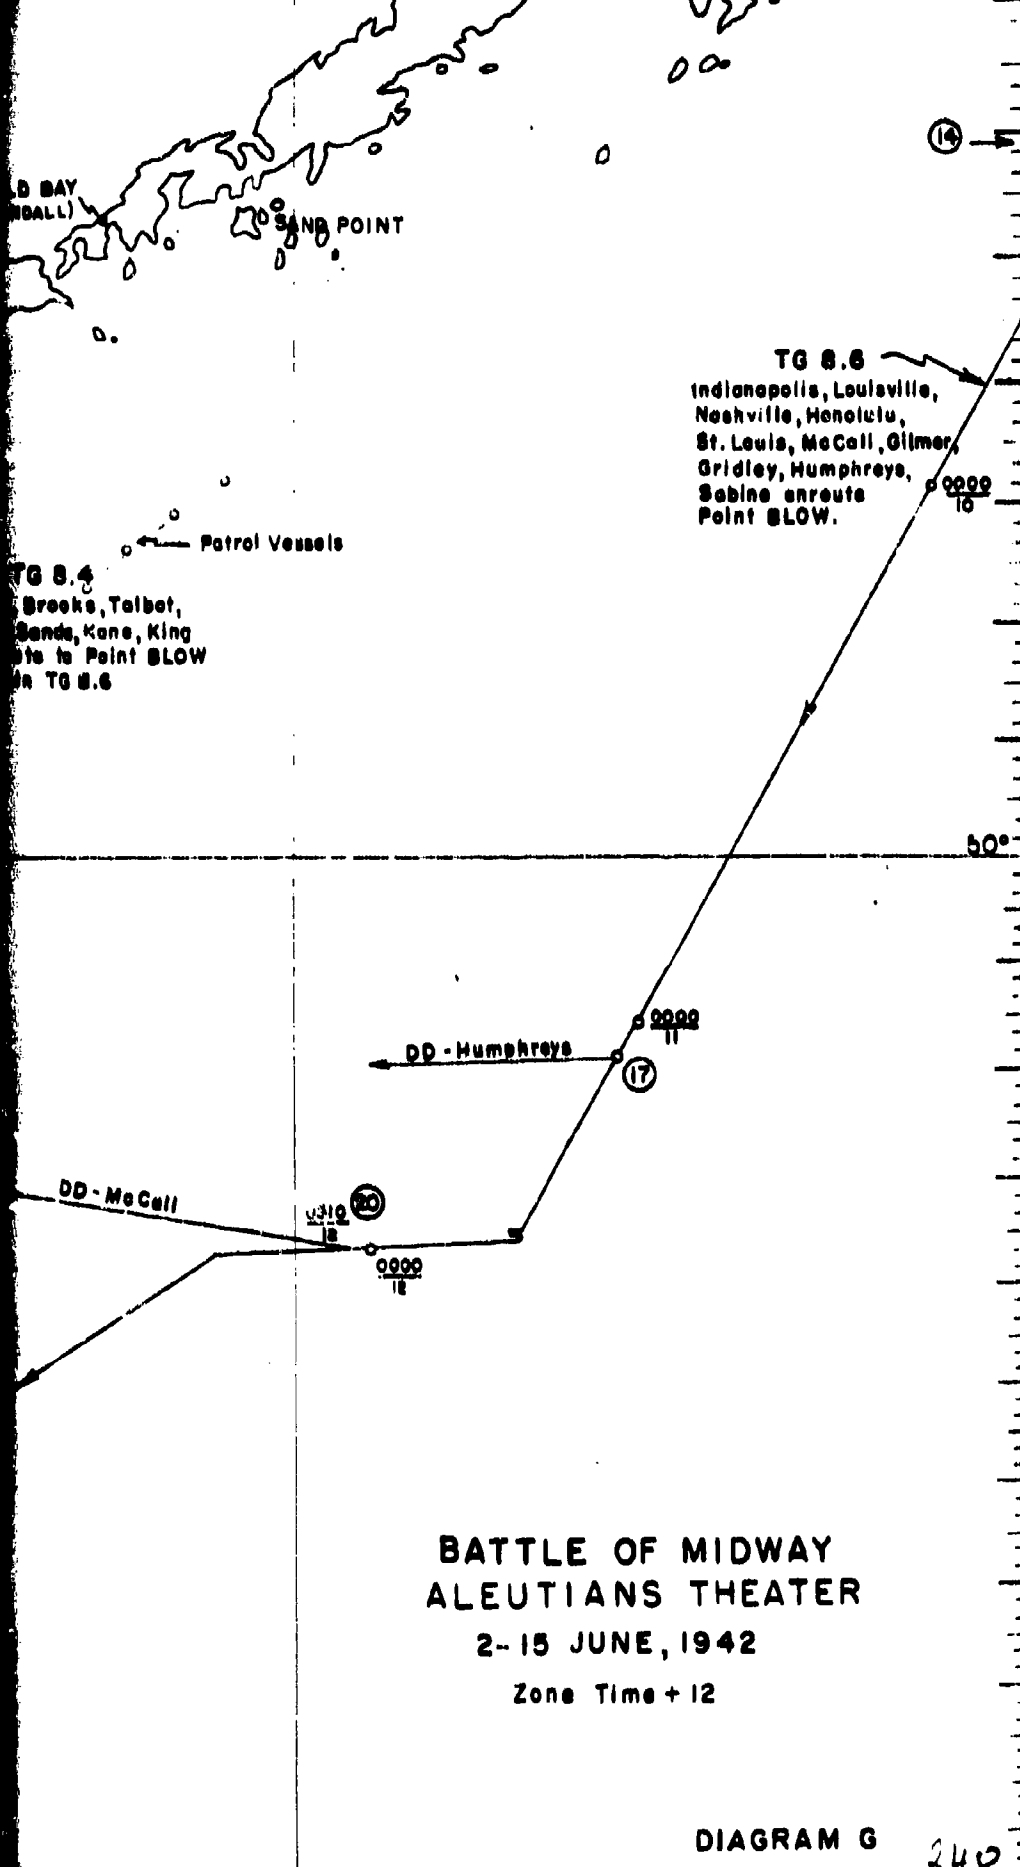 14
D BAY
DALL)
SAND POINT
TG 8.6
Indianapolis, Louisville,
Nashville, Honolulu,
St. Louis, McCall, Gilmer,
Gridley, Humphreys,
Sabine enroute
Point BLOW.
0000
10
Patrol Vessels
TG 8.4
Brooks, Talbot,
Sands, Kane, King
to Point BLOW
TG 8.6
50°
0000
11
DD - Humphreys
17
DD - McCall
20
0310
12
0000
12
BATTLE OF MIDWAY
ALEUTIANS THEATER
2-15 JUNE, 1942
Zone Time + 12
DIAGRAM G
240